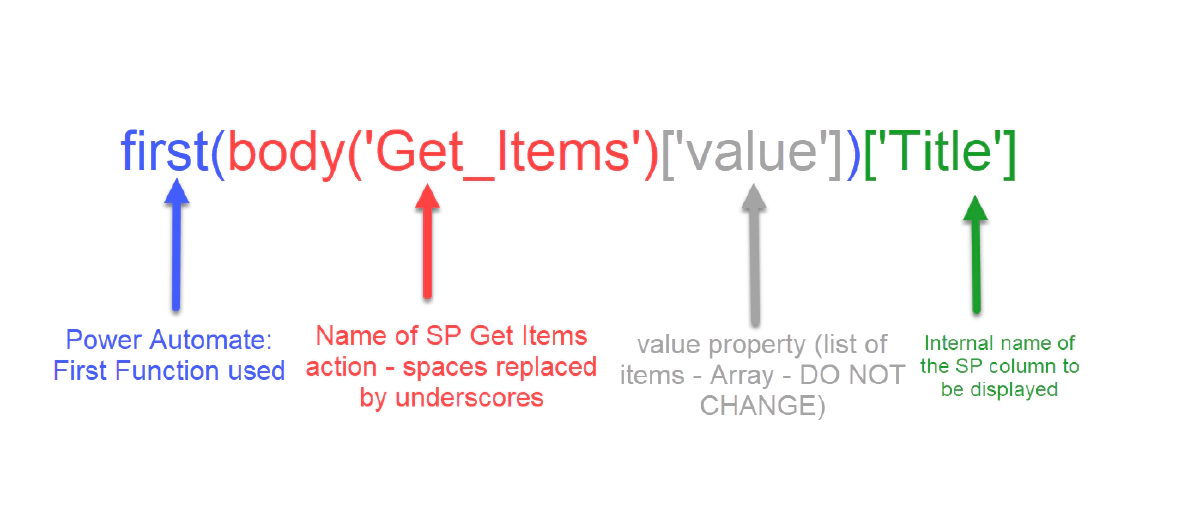 first(body('Get_Items')['value'])['Title']
Power Automate:
First Function used
Name of SP Get Items
action - spaces replaced
by underscores
value property (list of
items - Array - DO NOT
CHANGE)
Internal name of
the SP column to
be displayed